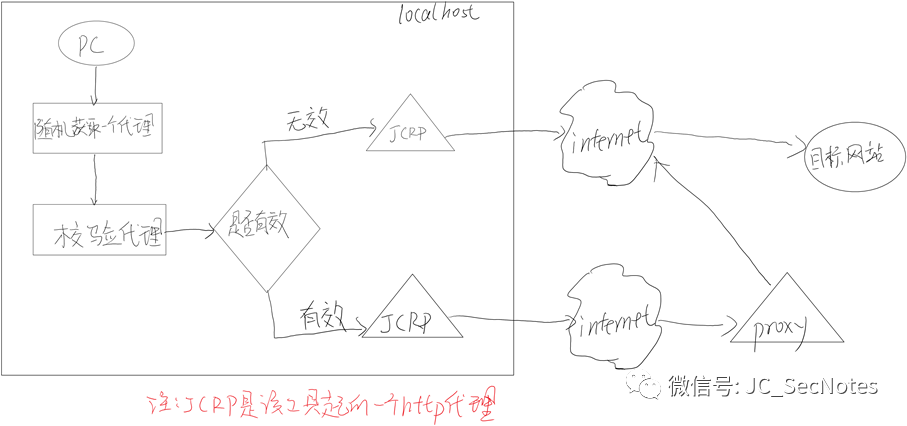 localhost
PC
随机获取一个代理
校验代理
是否有效
无效
JCRP
internet
目标网站
有效
JCRP
internet
proxy
微信号: JC_SecNotes
注:JCRP是该工具起的一个http代理